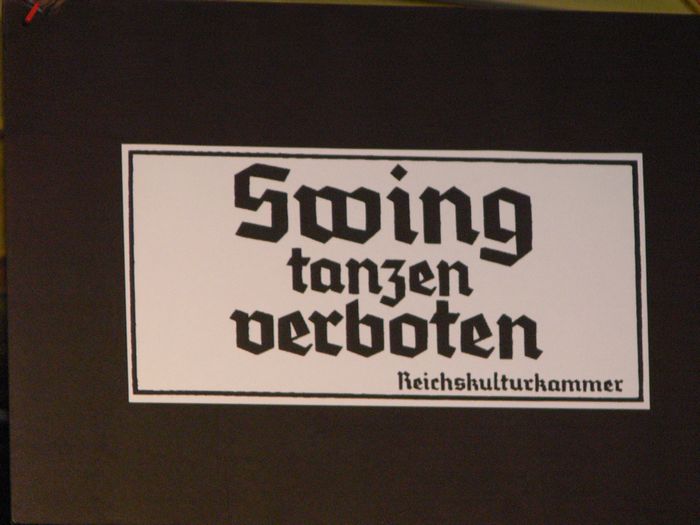 Swing
tanzen
verboten
Reichskulturkammer